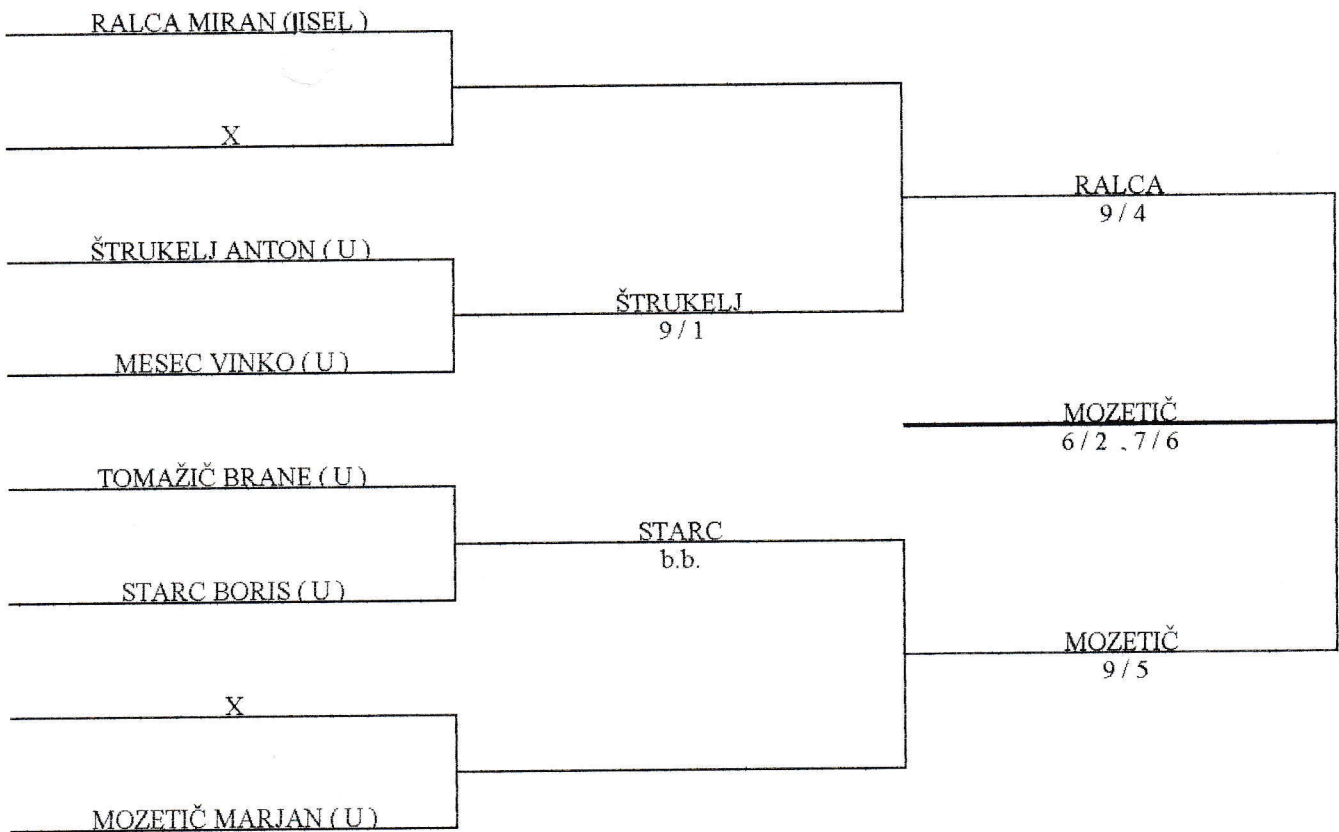 RALCA MIRAN (JISEL )
X
ŠTRUKELJ ANTON ( U )
MESEC VINKO ( U )
TOMAŽIČ BRANE ( U )
STARC BORIS ( U )
X
MOZETIČ MARJAN ( U )
ŠTRUKELJ
9 / 1
STARC
b.b.
RALCA
9 / 4
MOZETIČ
9 / 5
MOZETIČ
6 / 2 , 7 / 6